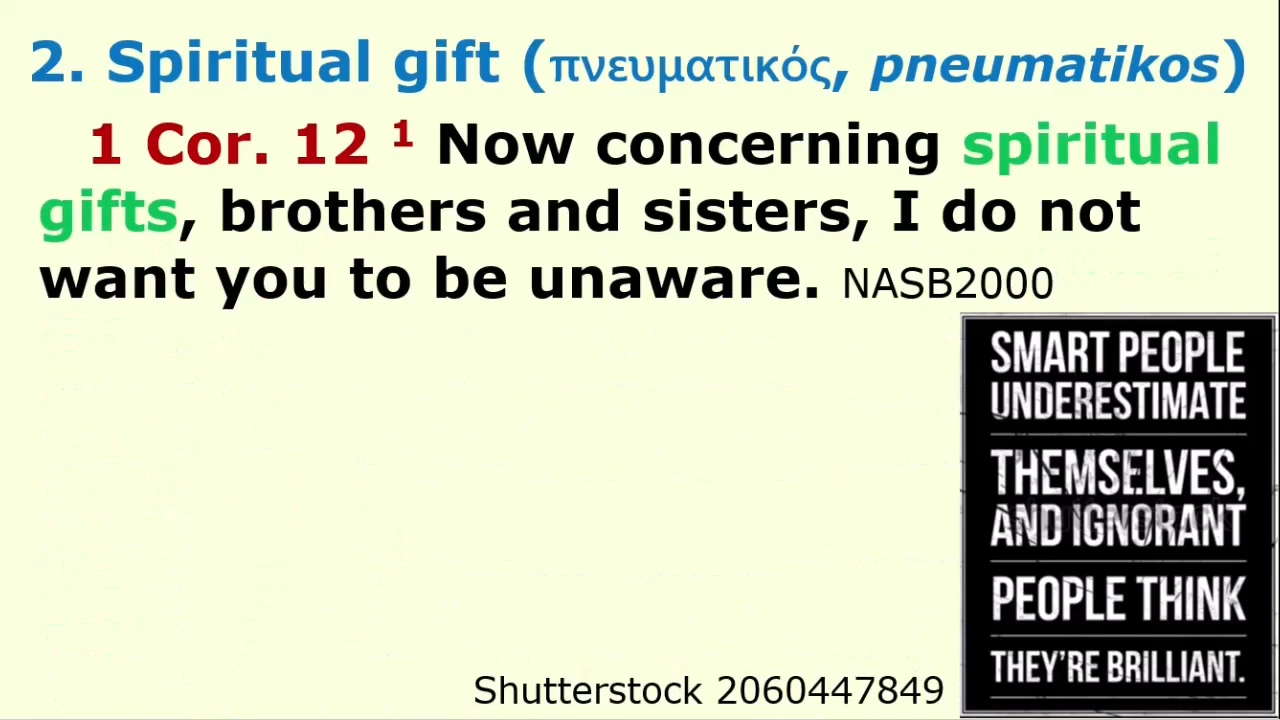 2. Spiritual gift (πνευματικός, pneumatikos)
1 Cor. 12 ¹ Now concerning spiritual
gifts, brothers and sisters, I do not
want you to be unaware. NASB2000
SMART PEOPLE
UNDERESTIMATE
THEMSELVES,
AND IGNORANT
PEOPLE THINK
THEY'RE BRILLIANT.
Shutterstock 2060447849